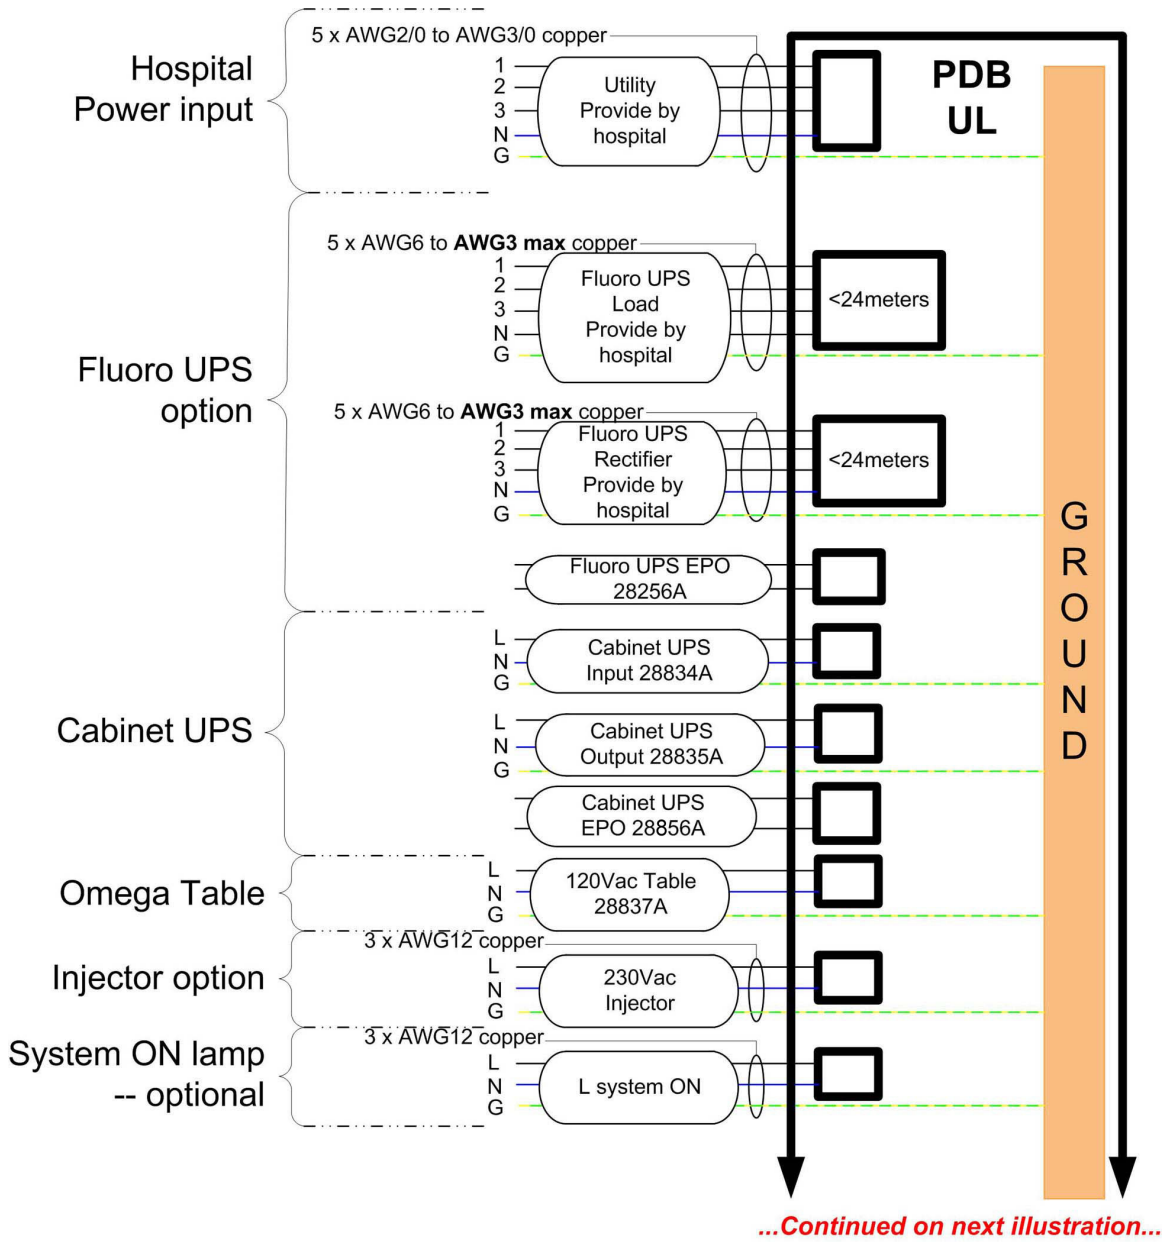 Hospital
Power input
5 x AWG2/0 to AWG3/0 copper
1
2
3
N
G
Utility
Provide by
hospital
PDB
UL
Fluoro UPS
option
5 x AWG6 to AWG3 max copper
1
2
3
N
G
Fluoro UPS
Load
Provide by
hospital
<24meters
5 x AWG6 to AWG3 max copper
1
2
3
N
G
Fluoro UPS
Rectifier
Provide by
hospital
<24meters
Fluoro UPS EPO
28256A
GROUND
Cabinet UPS
L
N
G
Cabinet UPS
Input 28834A
L
N
G
Cabinet UPS
Output 28835A
Cabinet UPS
EPO 28856A
Omega Table
L
N
G
120Vac Table
28837A
Injector option
3 x AWG12 copper
L
N
G
230Vac
Injector
System ON lamp
-- optional
3 x AWG12 copper
L
N
G
L system ON
...Continued on next illustration...